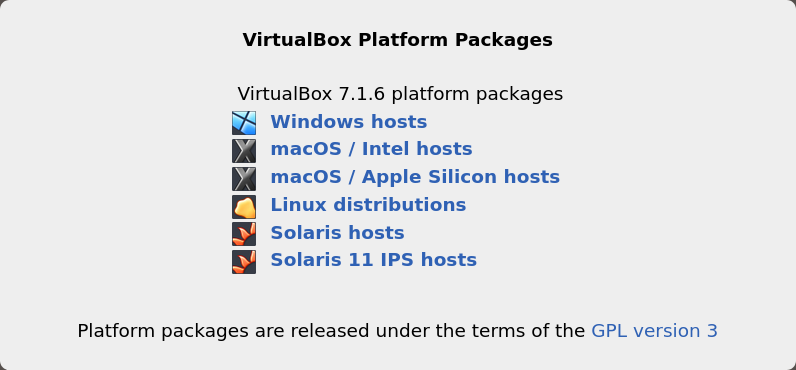 VirtualBox Platform Packages
VirtualBox 7.1.6 platform packages
Windows hosts
macOS / Intel hosts
macOS / Apple Silicon hosts
Linux distributions
Solaris hosts
Solaris 11 IPS hosts
Platform packages are released under the terms of the GPL version 3